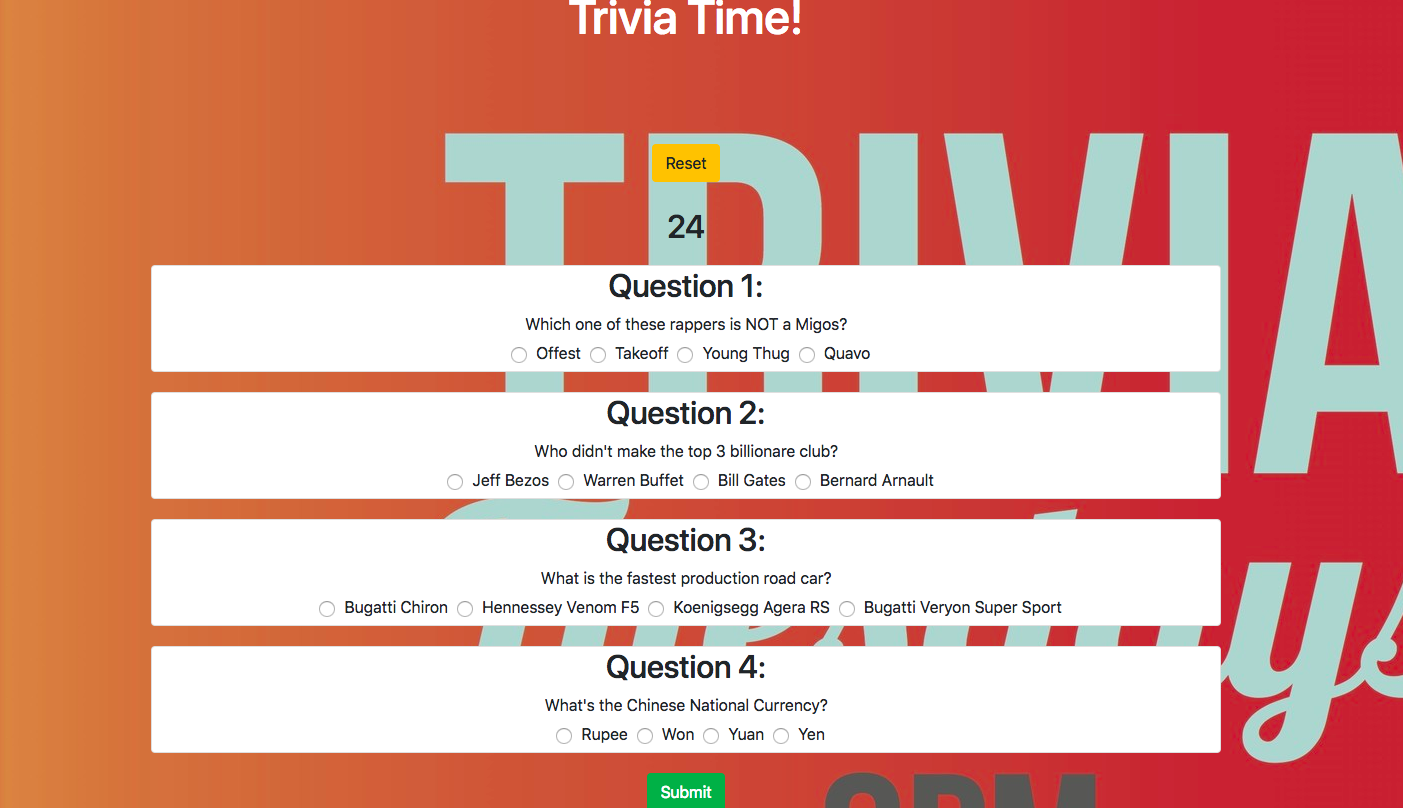 Trivia Time!
TRIVIA
Reset
24
Question 1:
Which one of these rappers is NOT a Migos?
Offest Takeoff Young Thug Quavo
Question 2:
Who didn't make the top 3 billionare club?
Jeff Bezos Warren Buffet Bill Gates Bernard Arnault
Question 3:
What is the fastest production road car?
Bugatti Chiron Hennessey Venom F5 Koenigsegg Agera RS Bugatti Veryon Super Sport
Question 4:
What's the Chinese National Currency?
Rupee Won Yuan Yen
Submit